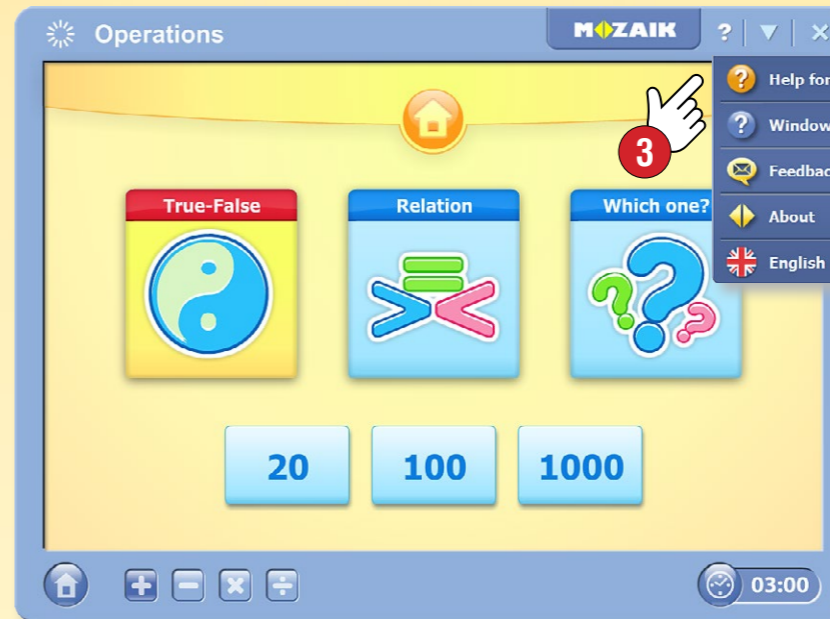 Operations
MOZAIK
?
Help for
Window
Feedbac
About
English
3
True-False
Relation
Which one?
20
100
1000
+ - × ÷
03:00